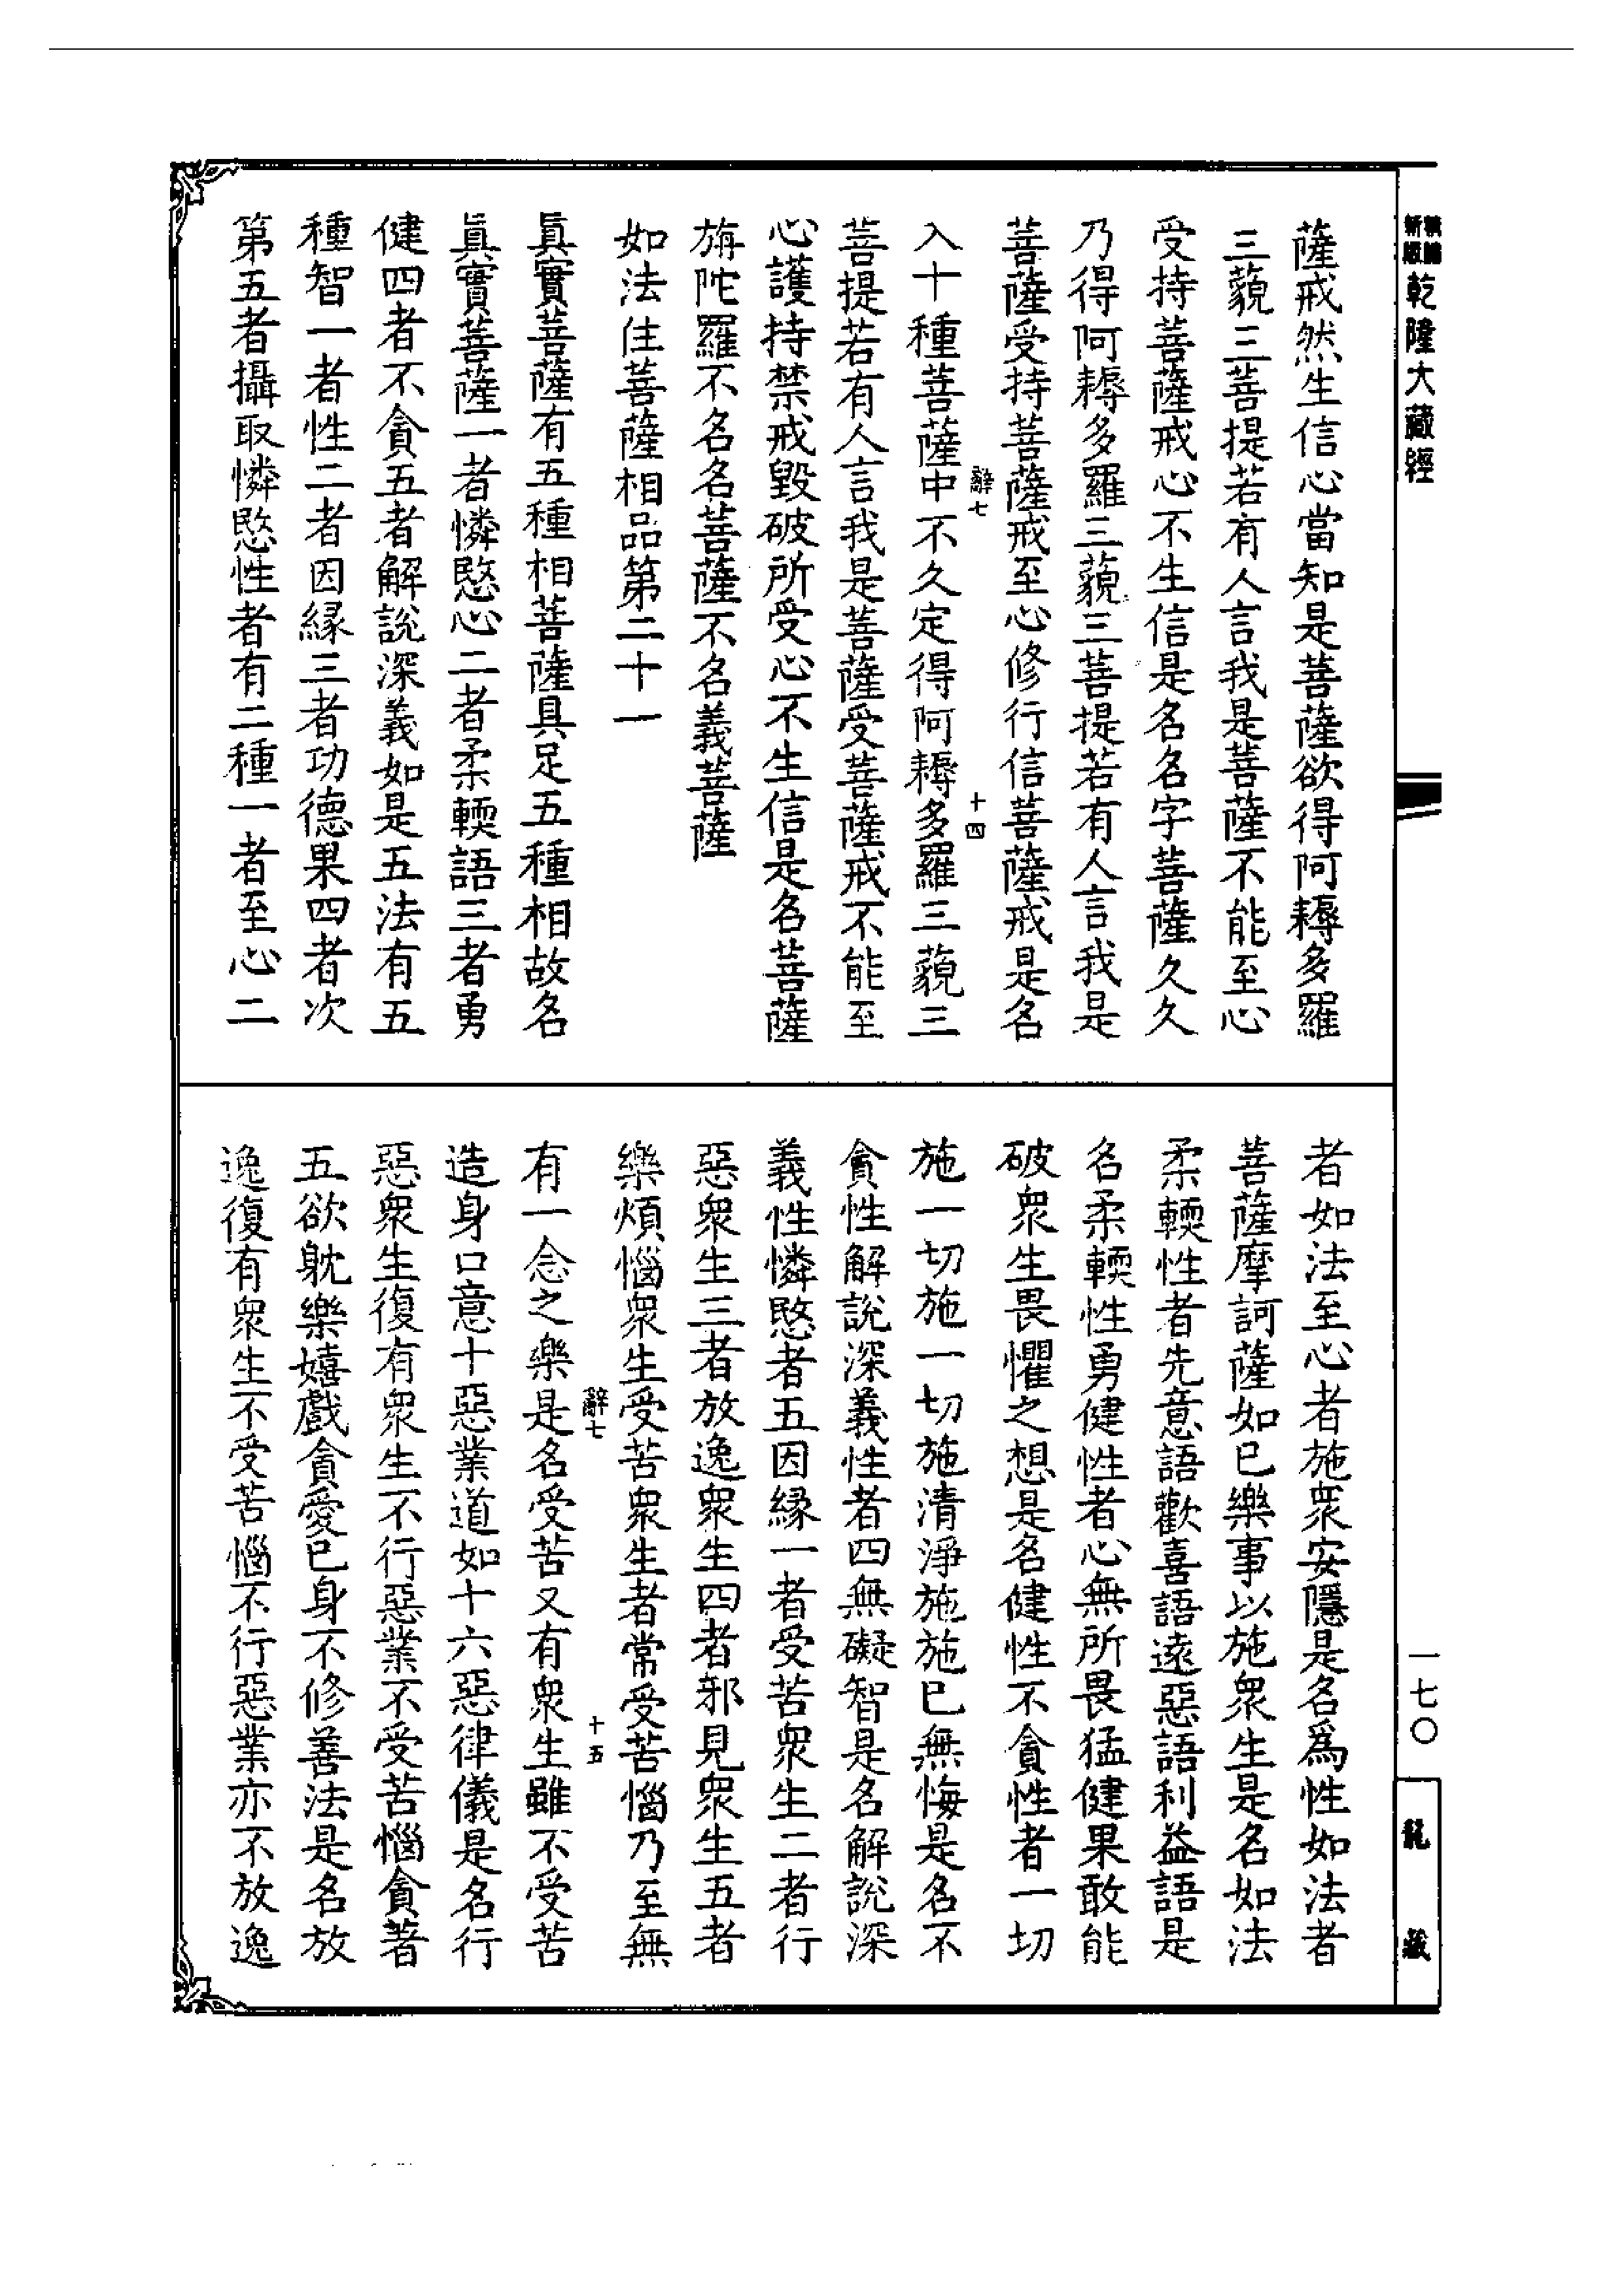 乾隆大藏經
薩戒然生信心當知是菩薩欲得阿耨多羅
三藐三菩提若有人言我是菩薩不能至心
受持菩薩戒心不生信是名名字菩薩久久
乃得阿耨多羅三藐三菩提若有人言我是
菩薩受持菩薩戒至心修行信菩薩戒是名
辭七
十四
入十種菩薩中不久定得阿耨多羅三藐三
菩提若有人言我是菩薩受菩薩戒不能至
心護持禁戒毀破所受心不生信是名菩薩
旃陀羅不名名菩薩不名義菩薩
如法住菩薩相品第二十一
眞實菩薩有五種相菩薩具足五種相故名
眞實菩薩一者憐愍心二者柔輭語三者勇
健四者不貪五者解說深義如是五法有五
種智一者性二者因緣三者功德果四者次
第五者攝取憐愍性者有二種一者至心二
者如法至心者施衆安隱是名爲性如法者
菩薩摩訶薩如已樂事以施衆生是名如法
柔輭性者先意語歡喜語遠惡語利益語是
名柔輭性勇健性者心無所畏猛健果敢能
破衆生畏懼之想是名健性不貪性者一切
施一切施一切施清淨施施已無悔是名不
貪性解說深義性者四無礙智是名解說深
義性憐愍者五因緣一者受苦衆生二者行
惡衆生三者放逸衆生四者邪見衆生五者
樂煩惱衆生受苦衆生者常受苦惱乃至無
辭七
十五
有一念之樂是名受苦又有衆生雖不受苦
造身口意十惡業道如十六惡律儀是名行
惡衆生復有衆生不行惡業不受苦惱貪著
五欲躭樂嬉戲貪愛已身不修善法是名放
逸復有衆生不受苦惱不行惡業亦不放逸
一七〇
龍藏